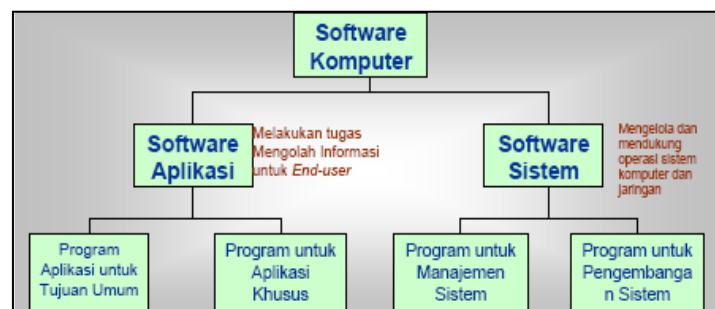 Software
Komputer
Software
Aplikasi
Melakukan tugas
Mengolah Informasi
untuk End-user
Software
Sistem
Mengelola dan
mendukung
operasi sistem
komputer dan
jaringan
Program
Aplikasi untuk
Tujuan Umum
Program untuk
Aplikasi
Khusus
Program untuk
Manajemen
Sistem
Program untuk
Pengembanga
n Sistem